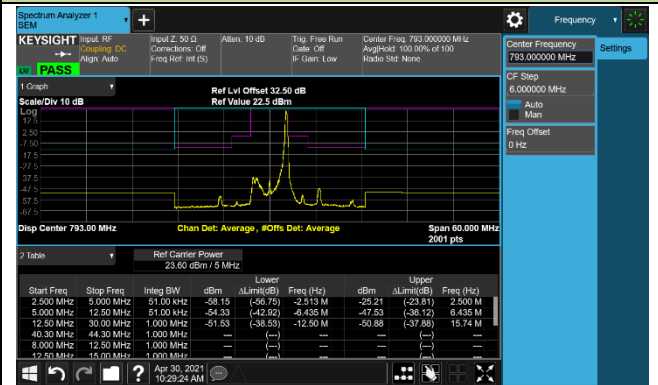 Spectrum Analyzer 1
SEM
Frequency
KEYSIGHT
Input: RF
Coupling: DC
Align: Auto
Input Z: 50 Ω
Corrections: Off
Freq Ref: Int (S)
Atten: 10 dB
Trig: Free Run
Gate: Off
IF Gain: Low
Center Freq: 793.000000 MHz
Avg|Hold: 100.00% of 100
Radio Std: None
PASS
Center Frequency
793.000000 MHz
Settings
CF Step
6.000000 MHz
Auto
Man
Freq Offset
0 Hz
1 Graph
Scale/Div 10 dB
Ref Lvl Offset 32.50 dB
Ref Value 22.5 dBm
Log
12.5
2.50
-7.50
-17.5
-27.5
-37.5
-47.5
-57.5
-67.5
Disp Center 793.00 MHz
Chan Det: Average, #Offs Det: Average
Span 60.000 MHz
2001 pts
2 Table
Ref Carrier Power
23.60 dBm / 5 MHz
Lower Upper
Start Freq Stop Freq Integ BW dBm ΔLimit(dB) Freq (Hz) dBm ΔLimit(dB) Freq (Hz)
2.500 MHz 5.000 MHz 51.00 kHz -58.15 (-56.75) -2.513 M -25.21 (-23.81) 2.500 M
5.000 MHz 12.50 MHz 51.00 kHz -54.33 (-42.92) -6.435 M -47.53 (-36.12) 6.435 M
12.50 MHz 30.00 MHz 1.000 MHz -51.53 (-38.53) -12.50 M -50.88 (-37.88) 15.74 M
40.30 MHz 44.30 MHz 1.000 MHz --- (---) --- --- (---) ---
8.000 MHz 12.50 MHz 1.000 MHz --- (---) --- --- (---) ---
12.50 MHz 15.00 MHz 1.000 MHz --- (---) --- --- (---) ---
Apr 30, 2021
10:29:24 AM